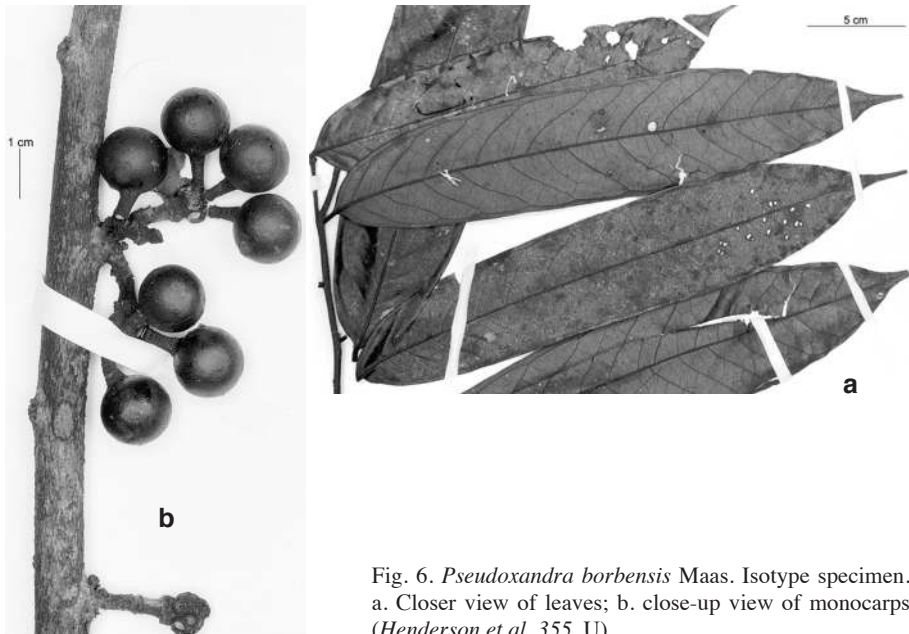 1 cm
5 cm
a
b
Fig. 6. Pseudoxandra borbensis Maas. Isotype specimen.
a. Closer view of leaves; b. close-up view of monocarps
(Henderson et al. 355, U)